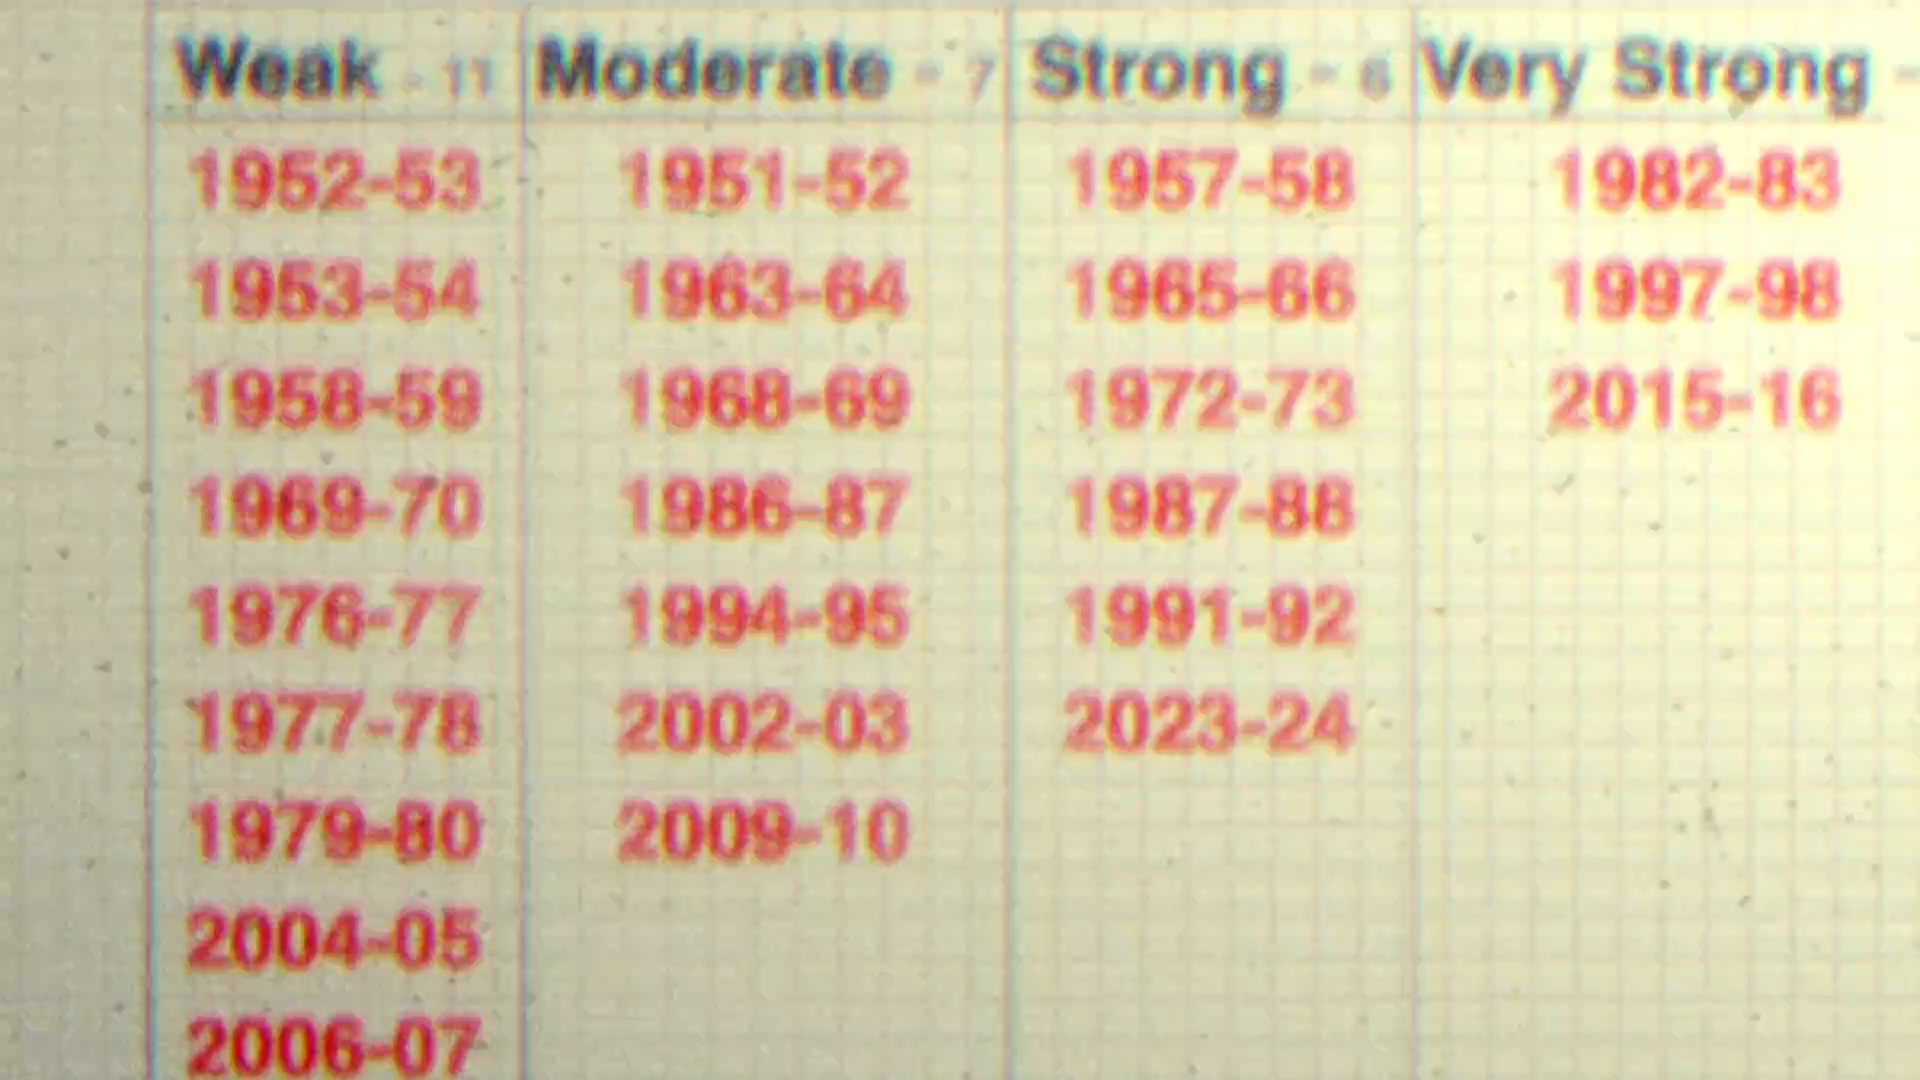 Weak - 11 Moderate - 7 Strong - 6 Very Strong -
1952-53 1951-52 1957-58 1982-83
1953-54 1963-64 1965-66 1997-98
1958-59 1968-69 1972-73 2015-16
1969-70 1986-87 1987-88
1976-77 1994-95 1991-92
1977-78 2002-03 2023-24
1979-80 2009-10
2004-05
2006-07